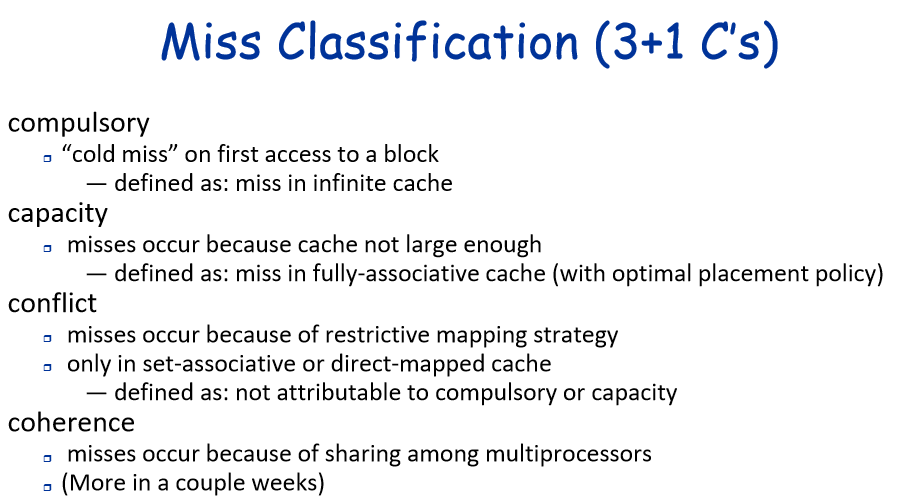 Miss Classification (3+1 C's)
compulsory
“cold miss” on first access to a block
— defined as: miss in infinite cache
capacity
misses occur because cache not large enough
— defined as: miss in fully-associative cache (with optimal placement policy)
conflict
misses occur because of restrictive mapping strategy
only in set-associative or direct-mapped cache
— defined as: not attributable to compulsory or capacity
coherence
misses occur because of sharing among multiprocessors
(More in a couple weeks)